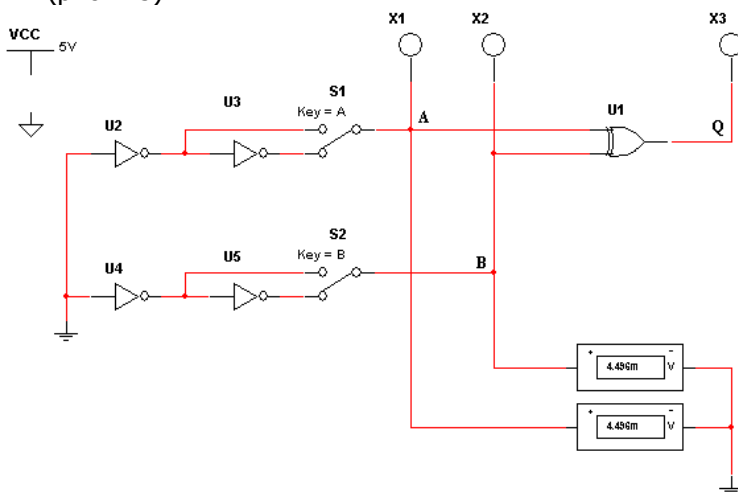 VCC
5V
X1
X2
X3
S1
Key = A
U3
U2
A
U1
Q
S2
Key = B
U4
U5
B
+
-
4.496m
V
+
-
4.496m
V